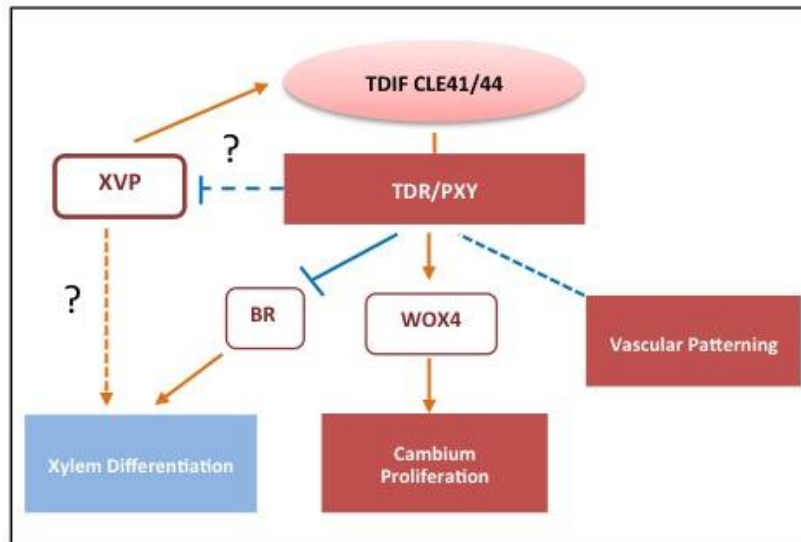 TDIF CLE41/44
?
XVP
TDR/PXY
?
BR
WOX4
Vascular Patterning
Xylem Differentiation
Cambium
Proliferation